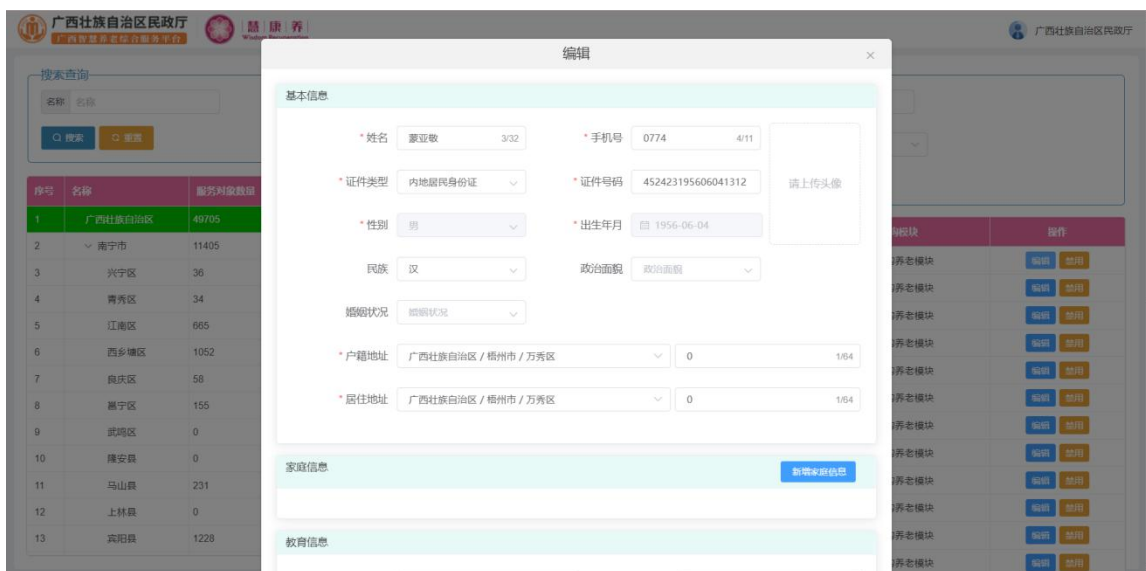 广西壮族自治区民政厅
广西智慧养老综合服务平台
慧 康 养
广西壮族自治区民政厅
编辑
搜索查询
名称 名称
搜索 重置
基本信息
*姓名 蒙亚敏 3/32 *手机号 0774 4/11
请上传头像
*证件类型 内地居民身份证 *证件号码 452423195606041312
*性别 男 *出生年月 1956-06-04
民族 汉 政治面貌 政治面貌
婚姻状况 婚姻状况
*户籍地址 广西壮族自治区 / 梧州市 / 万秀区 0 1/64
*居住地址 广西壮族自治区 / 梧州市 / 万秀区 0 1/64
家庭信息 新增家庭信息
教育信息
序号 名称 服务对象数量
1 广西壮族自治区 49705
2 南宁市 11405
3 兴宁区 36
4 青秀区 34
5 江南区 665
6 西乡塘区 1052
7 良庆区 58
8 邕宁区 155
9 武鸣区 0
10 隆安县 0
11 马山县 231
12 上林县 0
13 宾阳县 1228
模块 操作
养老模块 编辑 禁用
养老模块 编辑 禁用
养老模块 编辑 禁用
养老模块 编辑 禁用
养老模块 编辑 禁用
养老模块 编辑 禁用
养老模块 编辑 禁用
养老模块 编辑 禁用
养老模块 编辑 禁用
养老模块 编辑 禁用
养老模块 编辑 禁用
养老模块 编辑 禁用